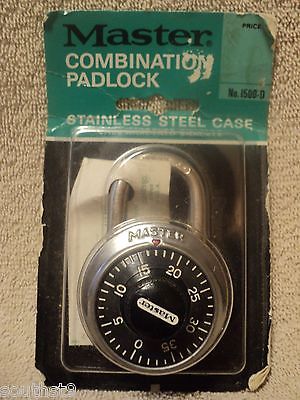 Master
PRICE
COMBINATION
PADLOCK
No. 1500-D
STAINLESS STEEL CASE
MASTER
0
5
10
15
20
25
30
35
Master
southst9